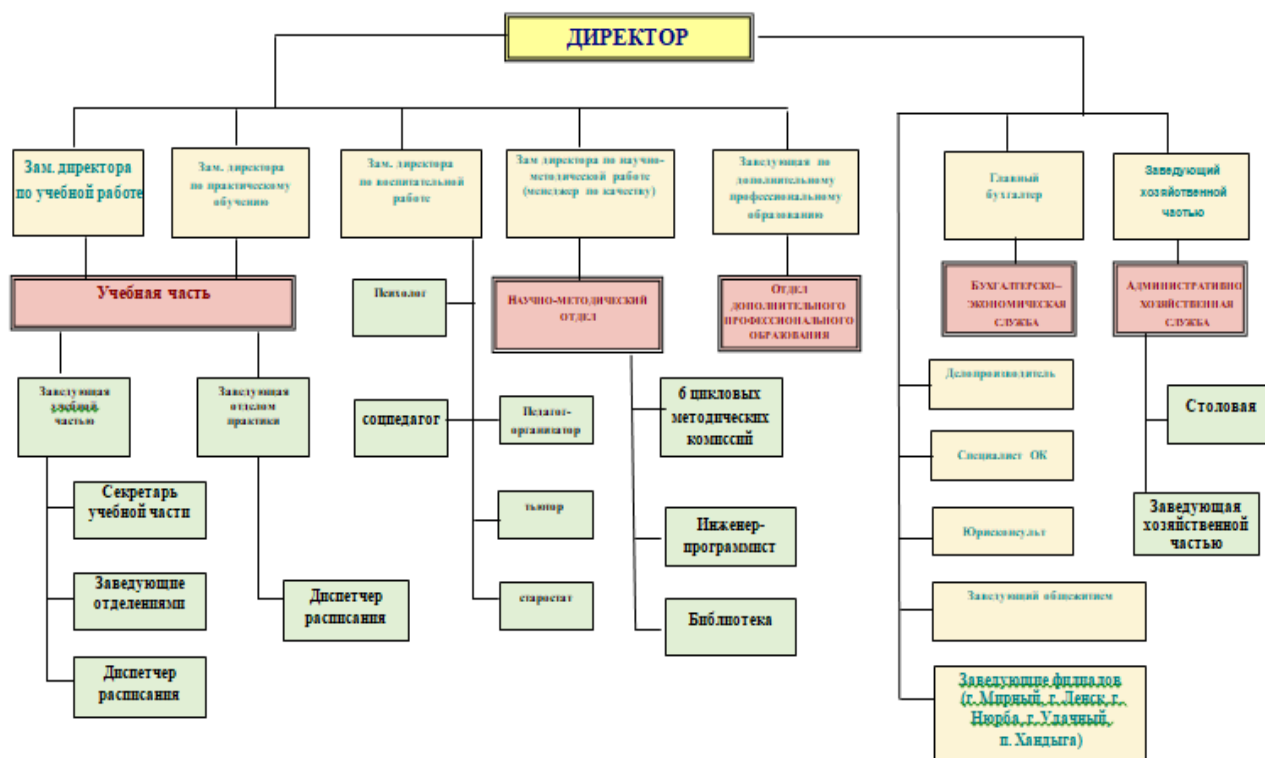 ДИРЕКТОР
Зам. директора
по учебной работе
Зам. директора
по практическому
обучению
Зам. директора
по воспитательной
работе
Зам директора по научно-
методической работе
(менеджер по качеству)
Заведующая по
дополнительному
профессиональному
образованию
Главный
бухгалтер
Заведующий
хозяйственной
частью
Учебная часть
Психолог
НАУЧНО-МЕТОДИЧЕСКИЙ
ОТДЕЛ
ОТДЕЛ
ДОПОЛНИТЕЛЬНОГО
ПРОФЕССИОНАЛЬНОГО
ОБРАЗОВАНИЯ
БУХГАЛТЕРСКО–
ЭКОНОМИЧЕСКАЯ
СЛУЖБА
АДМИНИСТРАТИВНО
ХОЗЯЙСТВЕННАЯ
СЛУЖБА
Заведующая
учебной
частью
Заведующая
отделом
практики
соцпедагог
Педагог-
организатор
6 цикловых
методических
комиссий
Делопроизводитель
Столовая
Специалист ОК
Секретарь
учебной части
тьютор
Инженер-
программист
Юрисконсульт
Заведующая
хозяйственной
частью
Заведующие
отделениями
Диспетчер
расписания
старостат
Библиотека
Заведующий общежитием
Диспетчер
расписания
Заведующие филиалов
(г. Мирный, г. Ленск, г.
Нюрба, г. Удачный,
п. Хандыга)